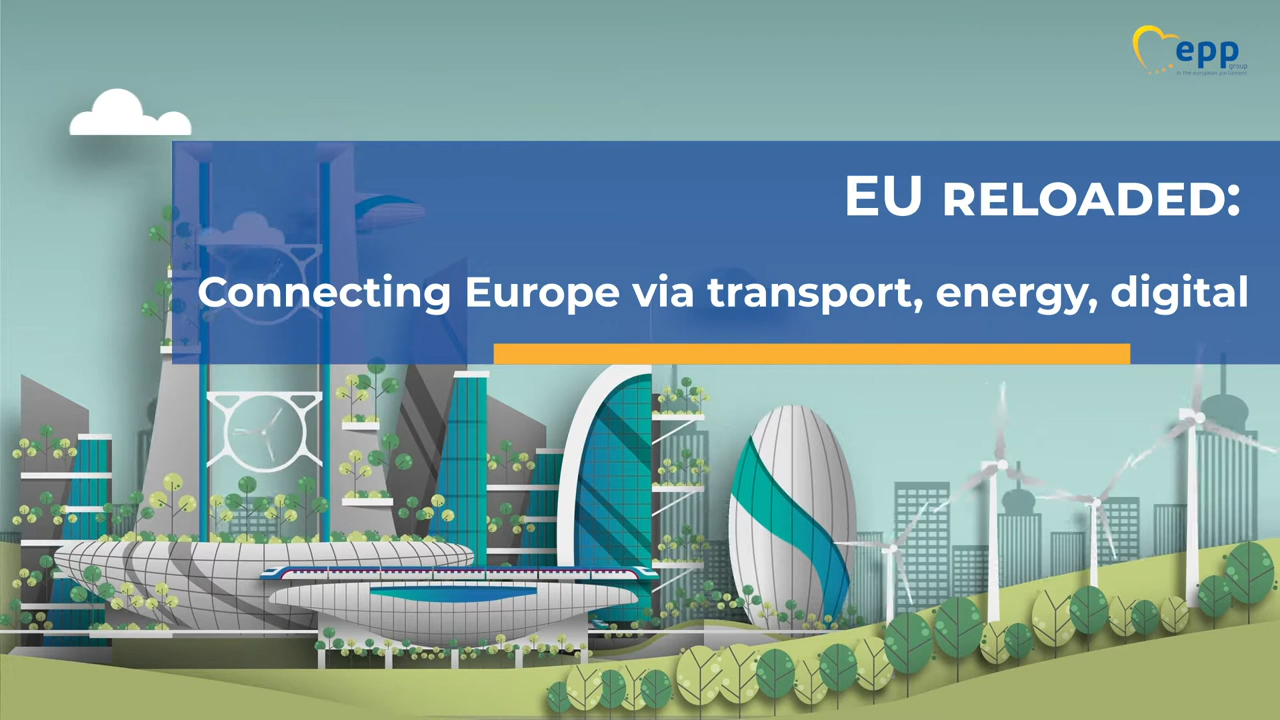 epp
group
in the european parliament
EU RELOADED:
Connecting Europe via transport, energy, digital